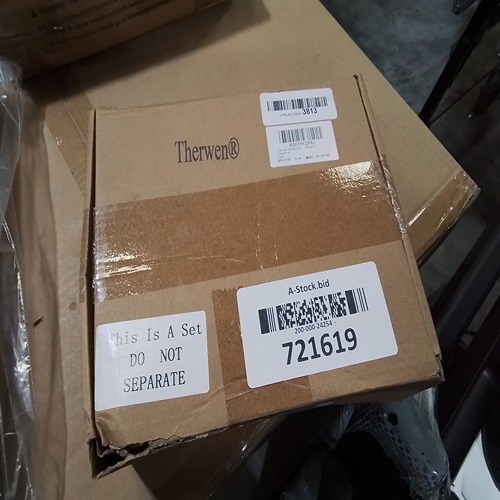 3813
Therwen®
A-Stock.bid
200-000-24254
721619
This Is A Set
DO NOT
SEPARATE